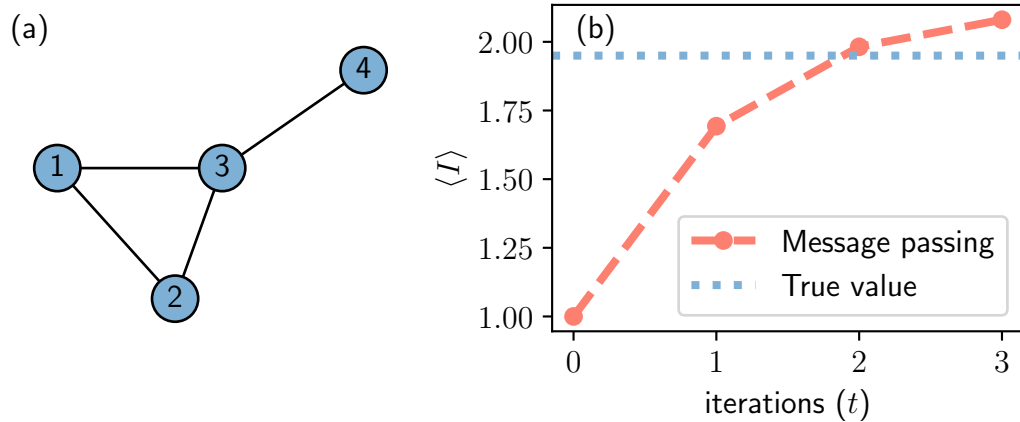 (a)
1
2
3
4
(b)
⟨I⟩
2.00
1.75
1.50
1.25
1.00
Message passing
True value
0 1 2 3
iterations (t)